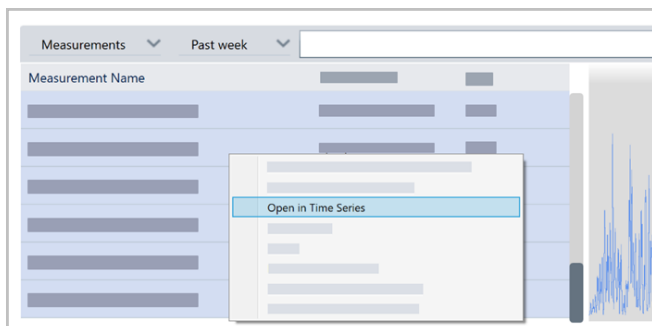 Measurements
Past week
Measurement Name
Open in Time Series